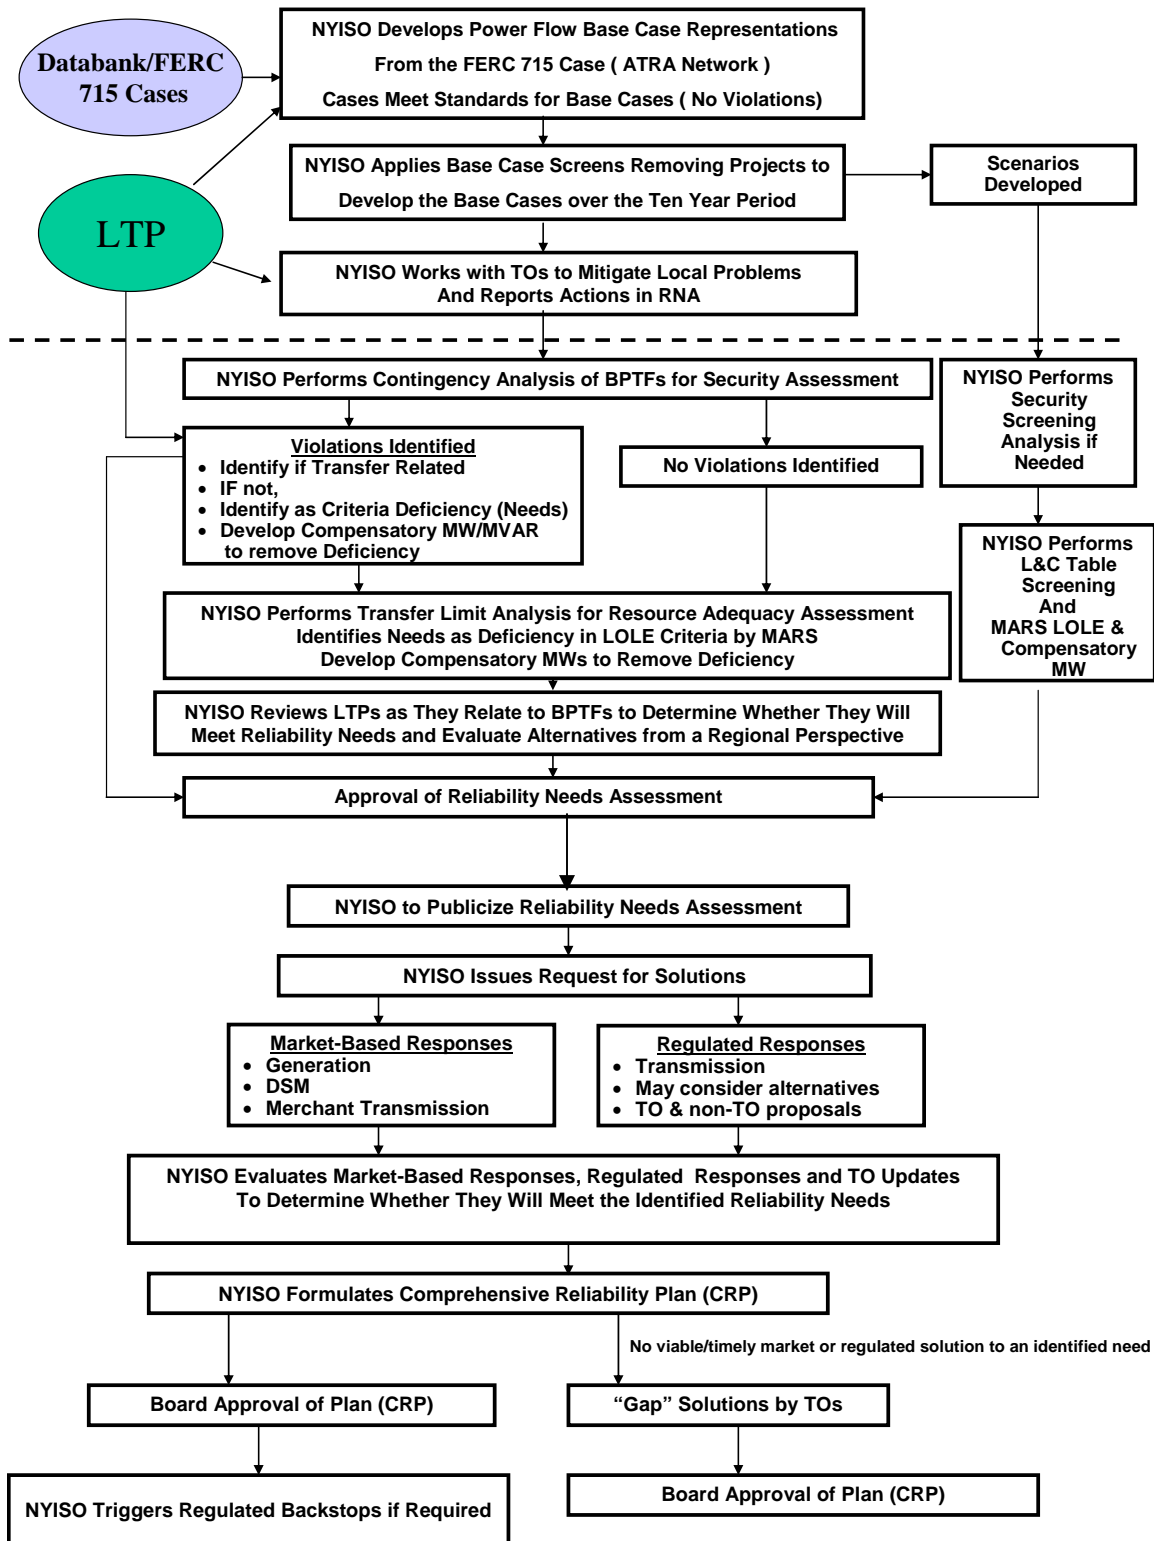 NYISO Develops Power Flow Base Case Representations
From the FERC 715 Case ( ATRA Network )
Cases Meet Standards for Base Cases ( No Violations)
Databank/FERC
715 Cases
NYISO Applies Base Case Screens Removing Projects to
Develop the Base Cases over the Ten Year Period
Scenarios
Developed
LTP
NYISO Works with TOs to Mitigate Local Problems
And Reports Actions in RNA
NYISO Performs Contingency Analysis of BPTFs for Security Assessment
NYISO Performs
Security
Screening
Analysis if
Needed
Violations Identified
• Identify if Transfer Related
• IF not,
• Identify as Criteria Deficiency (Needs)
• Develop Compensatory MW/MVAR
to remove Deficiency
No Violations Identified
NYISO Performs
L&C Table
Screening
And
MARS LOLE &
Compensatory
MW
NYISO Performs Transfer Limit Analysis for Resource Adequacy Assessment
Identifies Needs as Deficiency in LOLE Criteria by MARS
Develop Compensatory MWs to Remove Deficiency
NYISO Reviews LTPs as They Relate to BPTFs to Determine Whether They Will
Meet Reliability Needs and Evaluate Alternatives from a Regional Perspective
Approval of Reliability Needs Assessment
NYISO to Publicize Reliability Needs Assessment
NYISO Issues Request for Solutions
Market-Based Responses
• Generation
• DSM
• Merchant Transmission
Regulated Responses
• Transmission
• May consider alternatives
• TO & non-TO proposals
NYISO Evaluates Market-Based Responses, Regulated Responses and TO Updates
To Determine Whether They Will Meet the Identified Reliability Needs
NYISO Formulates Comprehensive Reliability Plan (CRP)
No viable/timely market or regulated solution to an identified need
Board Approval of Plan (CRP)
“Gap” Solutions by TOs
NYISO Triggers Regulated Backstops if Required
Board Approval of Plan (CRP)